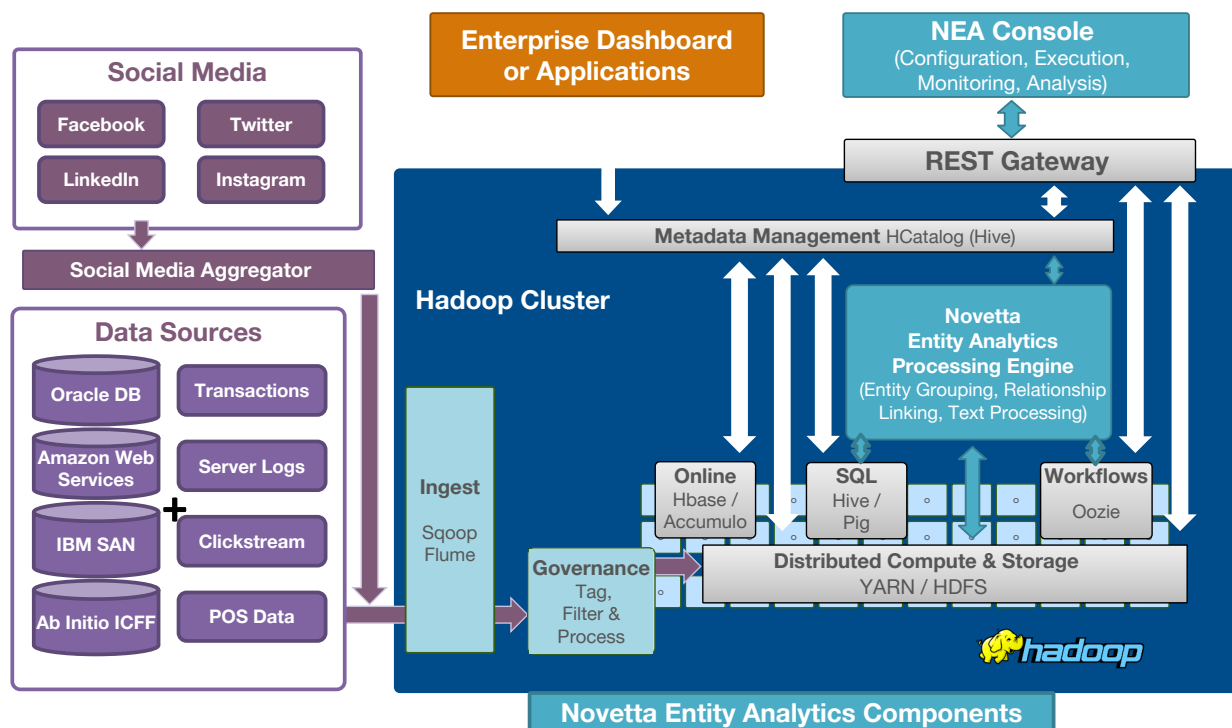 Social Media
Facebook
Twitter
LinkedIn
Instagram
Social Media Aggregator
Data Sources
Oracle DB
Transactions
Amazon Web
Services
Server Logs
+
IBM SAN
Clickstream
Ab Initio ICFF
POS Data
Enterprise Dashboard
or Applications
NEA Console
(Configuration, Execution,
Monitoring, Analysis)
REST Gateway
Metadata Management HCatalog (Hive)
Hadoop Cluster
Novetta
Entity Analytics
Processing Engine
(Entity Grouping, Relationship
Linking, Text Processing)
Ingest
Sqoop
Flume
Governance
Tag,
Filter &
Process
Online
Hbase /
Accumulo
SQL
Hive /
Pig
Workflows
Oozie
Distributed Compute & Storage
YARN / HDFS
hadoop
Novetta Entity Analytics Components